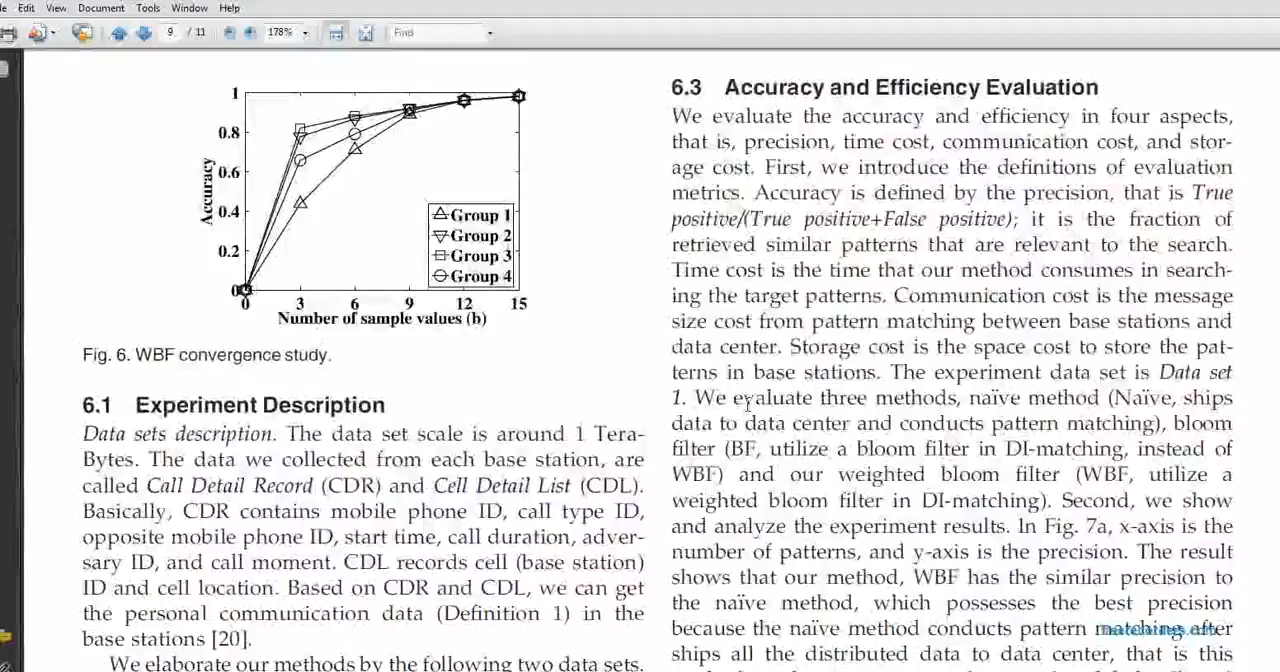 Edit View Document Tools Window Help
9 / 11 178% Find
1
0.8
0.6
0.4
0.2
0
0 3 6 9 12 15
Accuracy
Number of sample values (b)
Group 1
Group 2
Group 3
Group 4
Fig. 6. WBF convergence study.
6.1 Experiment Description
Data sets description. The data set scale is around 1 Tera-
Bytes. The data we collected from each base station, are
called Call Detail Record (CDR) and Cell Detail List (CDL).
Basically, CDR contains mobile phone ID, call type ID,
opposite mobile phone ID, start time, call duration, adver-
sary ID, and call moment. CDL records cell (base station)
ID and cell location. Based on CDR and CDL, we can get
the personal communication data (Definition 1) in the
base stations [20].
We elaborate our methods by the following two data sets.
6.3 Accuracy and Efficiency Evaluation
We evaluate the accuracy and efficiency in four aspects,
that is, precision, time cost, communication cost, and stor-
age cost. First, we introduce the definitions of evaluation
metrics. Accuracy is defined by the precision, that is True
positive/(True positive+False positive); it is the fraction of
retrieved similar patterns that are relevant to the search.
Time cost is the time that our method consumes in search-
ing the target patterns. Communication cost is the message
size cost from pattern matching between base stations and
data center. Storage cost is the space cost to store the pat-
terns in base stations. The experiment data set is Data set
1. We evaluate three methods, naïve method (Naïve, ships
data to data center and conducts pattern matching), bloom
filter (BF, utilize a bloom filter in DI-matching, instead of
WBF) and our weighted bloom filter (WBF, utilize a
weighted bloom filter in DI-matching). Second, we show
and analyze the experiment results. In Fig. 7a, x-axis is the
number of patterns, and y-axis is the precision. The result
shows that our method, WBF has the similar precision to
the naïve method, which possesses the best precision
because the naïve method conducts pattern matching after
ships all the distributed data to data center, that is this